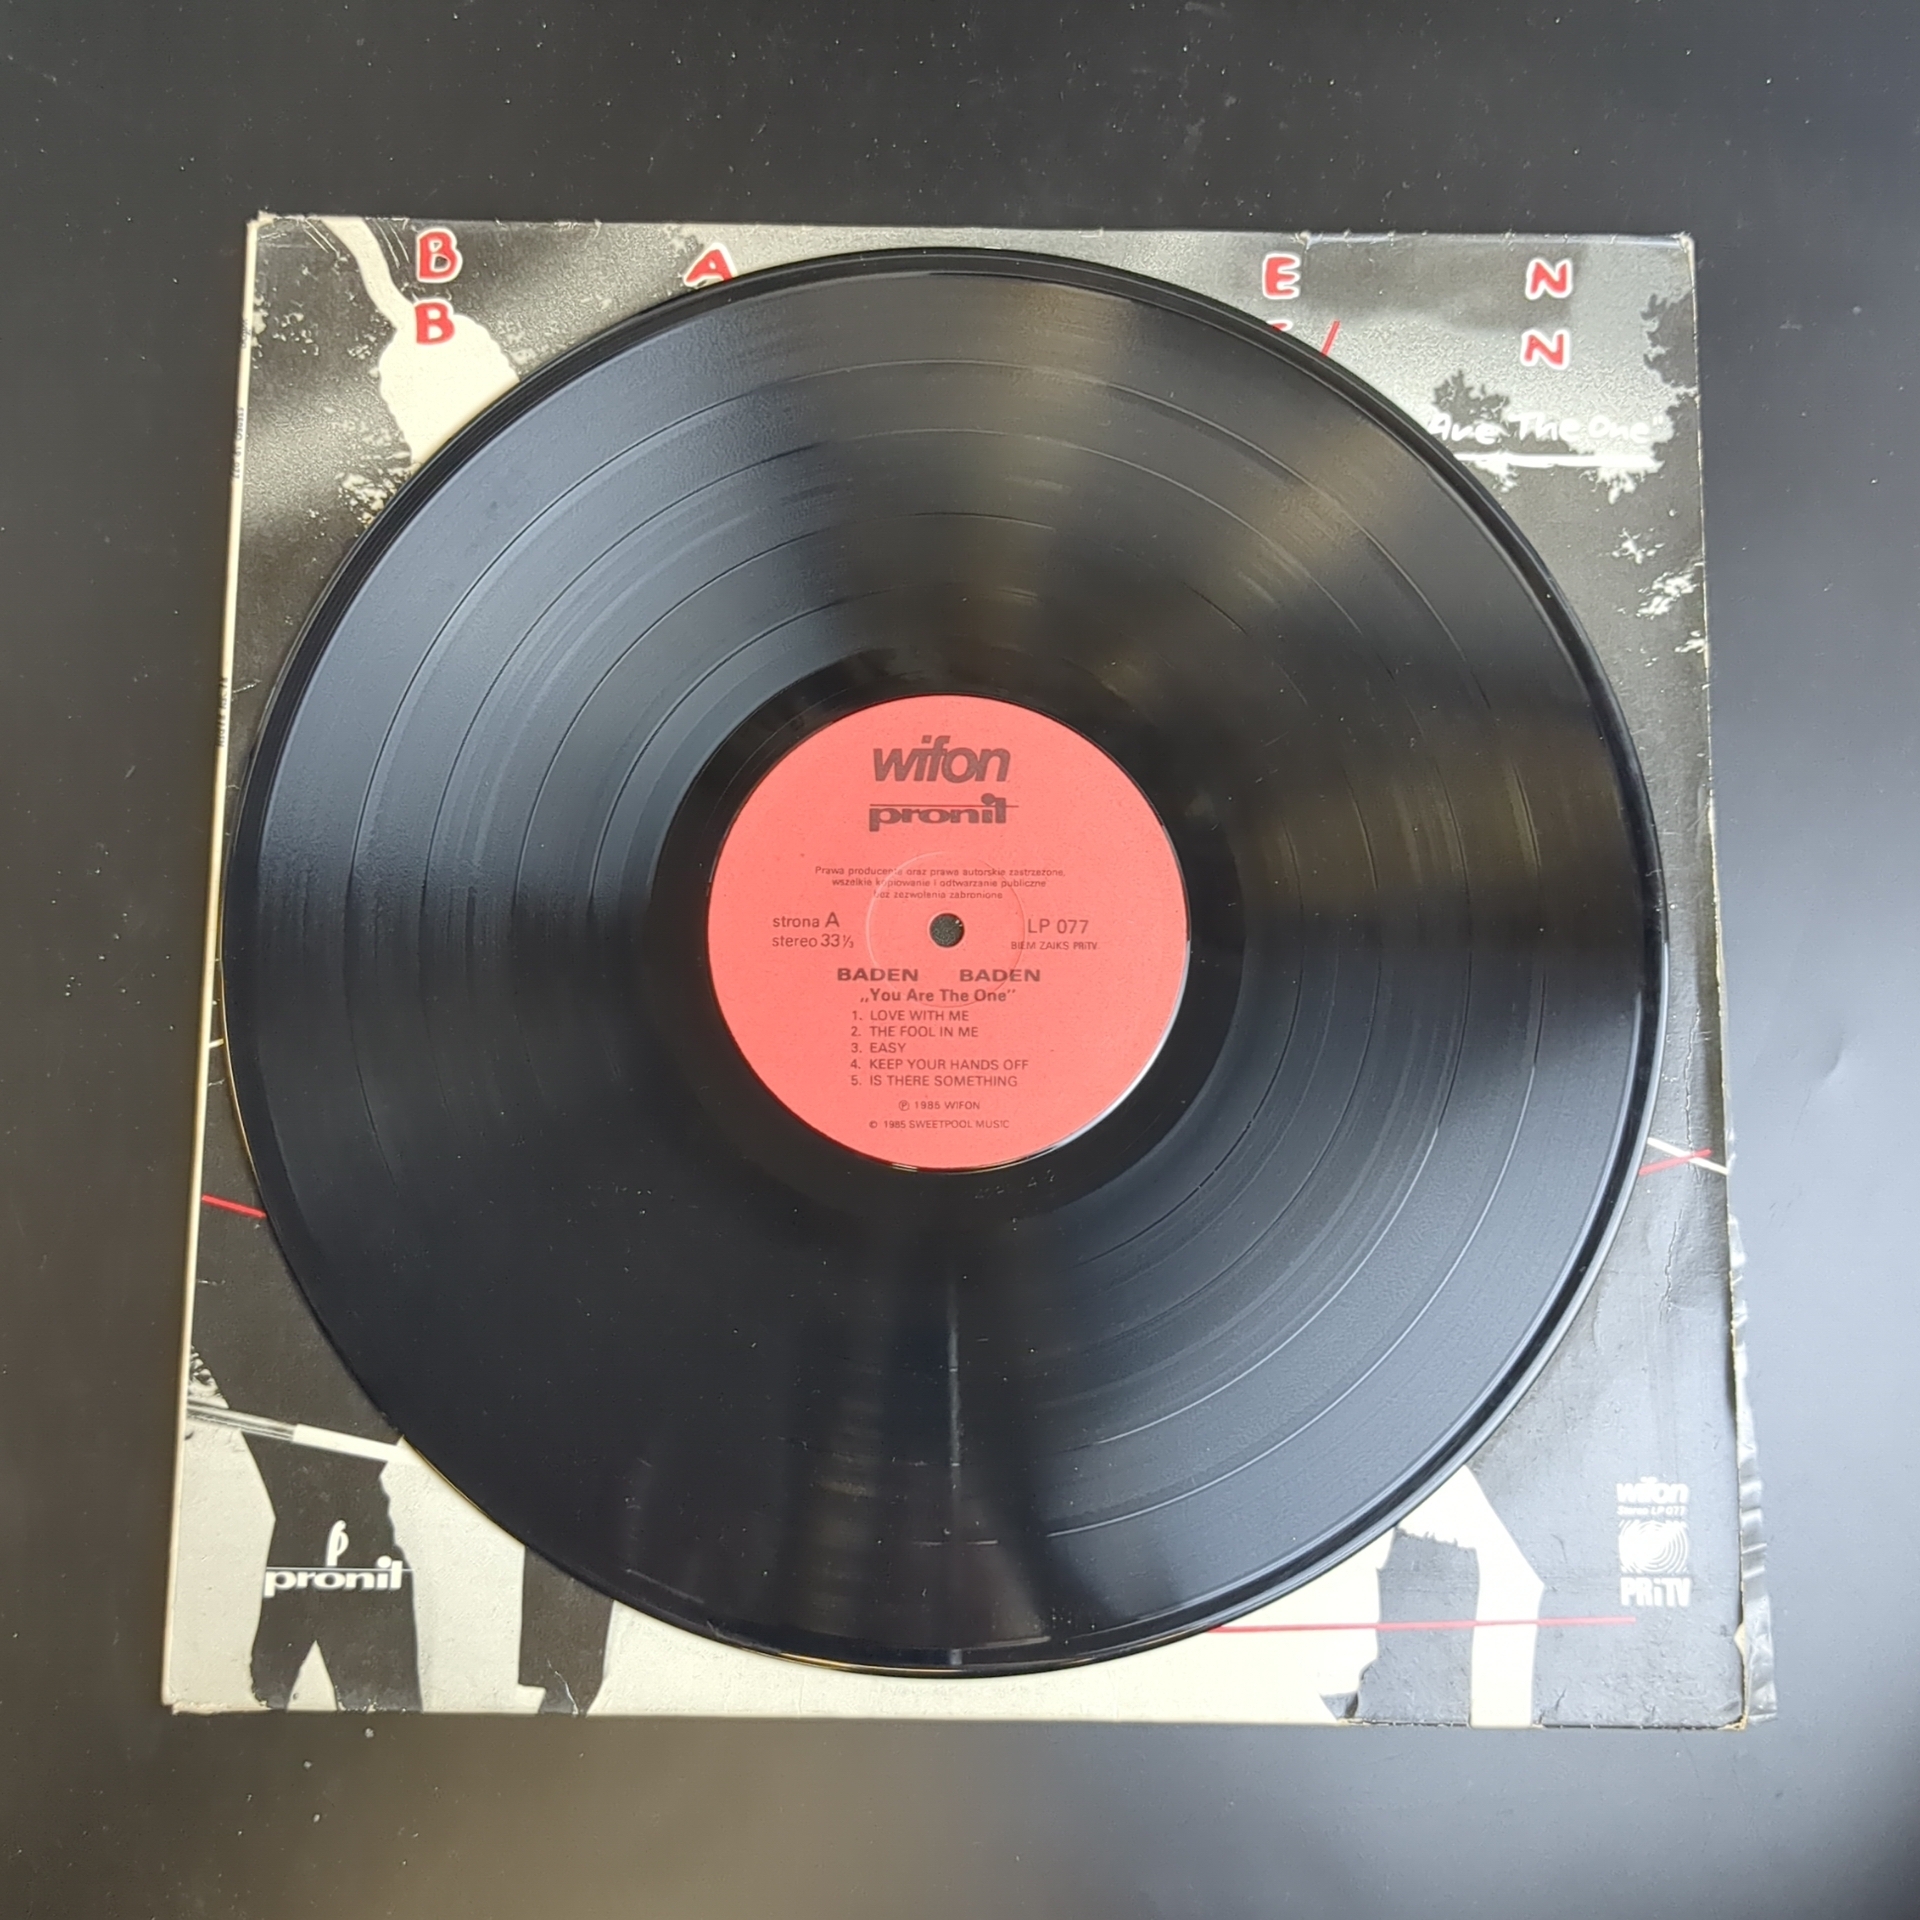 B A E N
B N
Are The One"
wifon
pronit
Prawa producenta oraz prawa autorskie zastrzeżone,
wszelkie kopiowanie i odtwarzanie publiczne
bez zezwolenia zabronione
strona A LP 077
stereo 33⅓ BIEM ZAIKS PRiTV
BADEN BADEN
„You Are The One”
1. LOVE WITH ME
2. THE FOOL IN ME
3. EASY
4. KEEP YOUR HANDS OFF
5. IS THERE SOMETHING
℗ 1985 WIFON
© 1985 SWEETPOOL MUSIC
pronit
wifon
Stereo LP 077
PRiTV